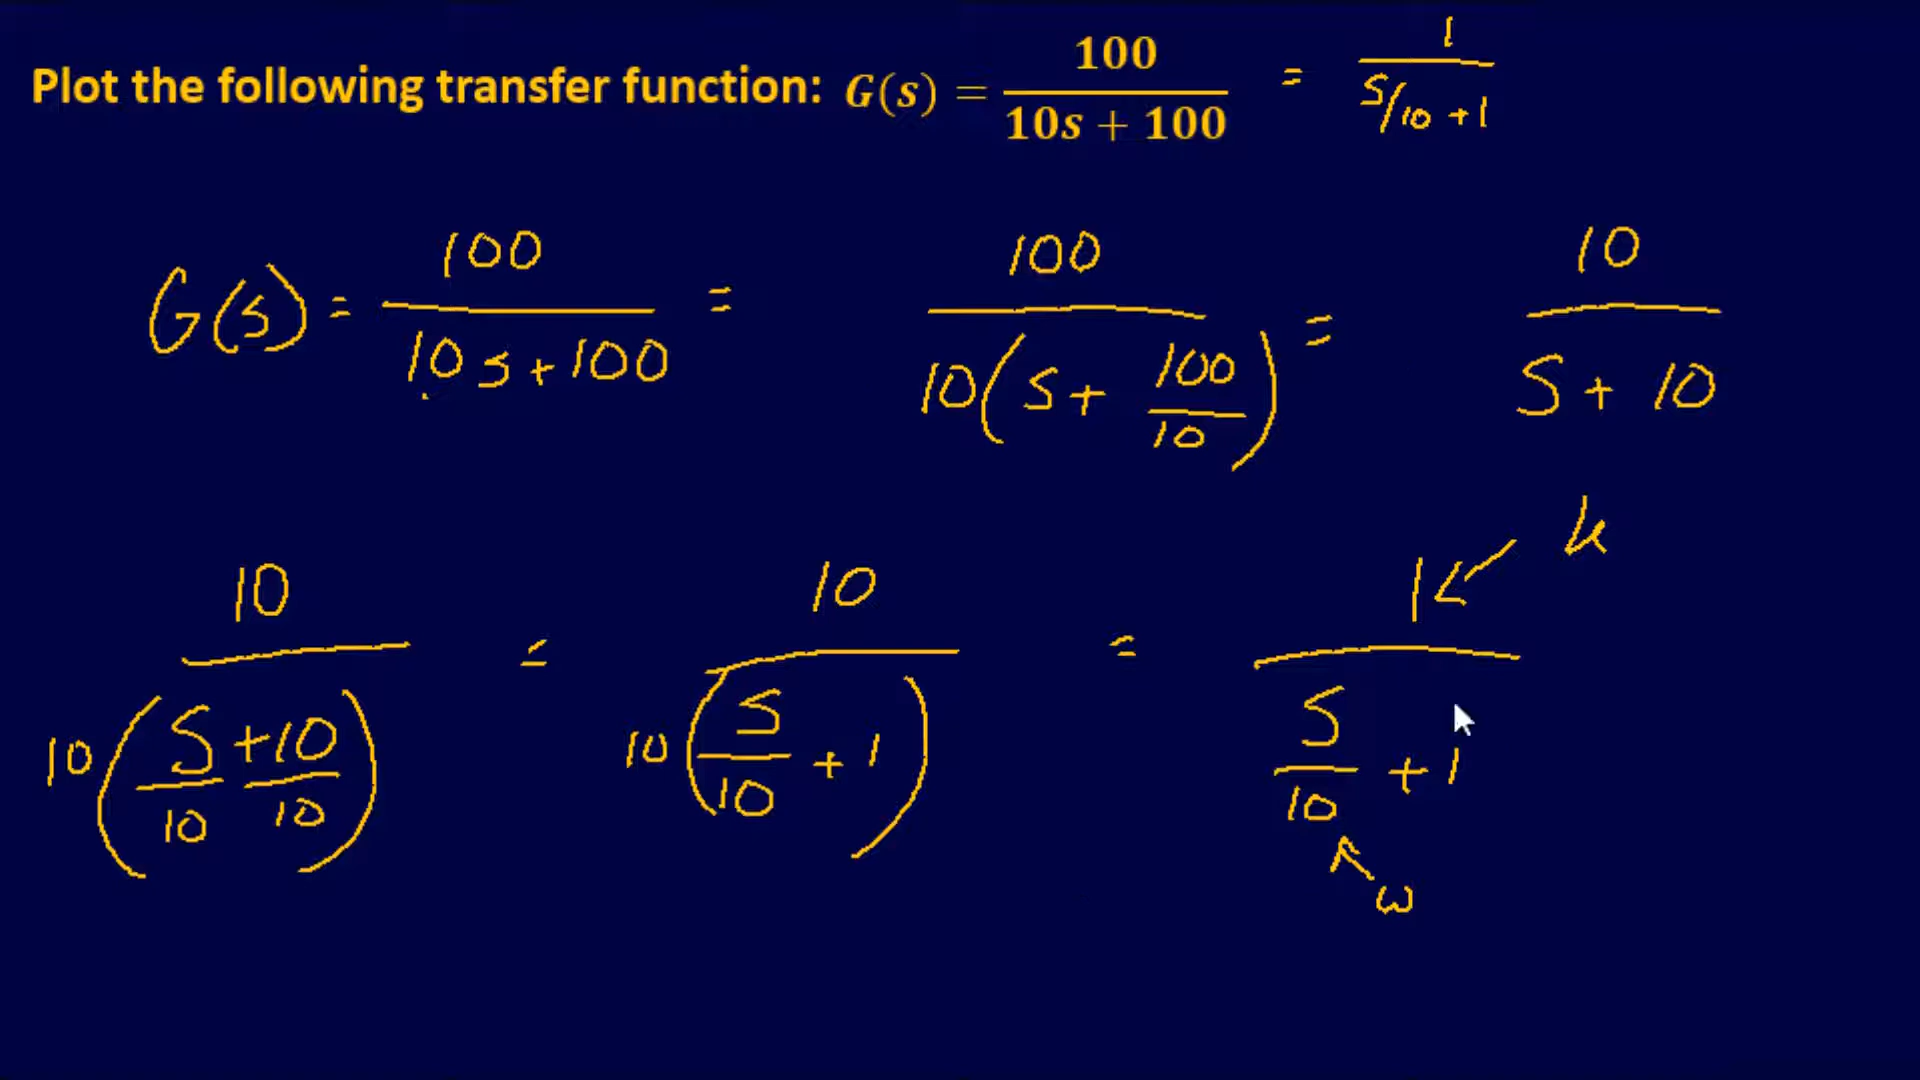 Plot the following transfer function: G(s) = 100/(10s + 100) = 1/(S/10 + 1)
G(s) = 100/(10s + 100) = 100/(10(S + 100/10)) = 10/(S + 10)
10/(10(S/10 + 10/10)) = 10/(10(S/10 + 1)) = 1/(S/10 + 1) k
ω